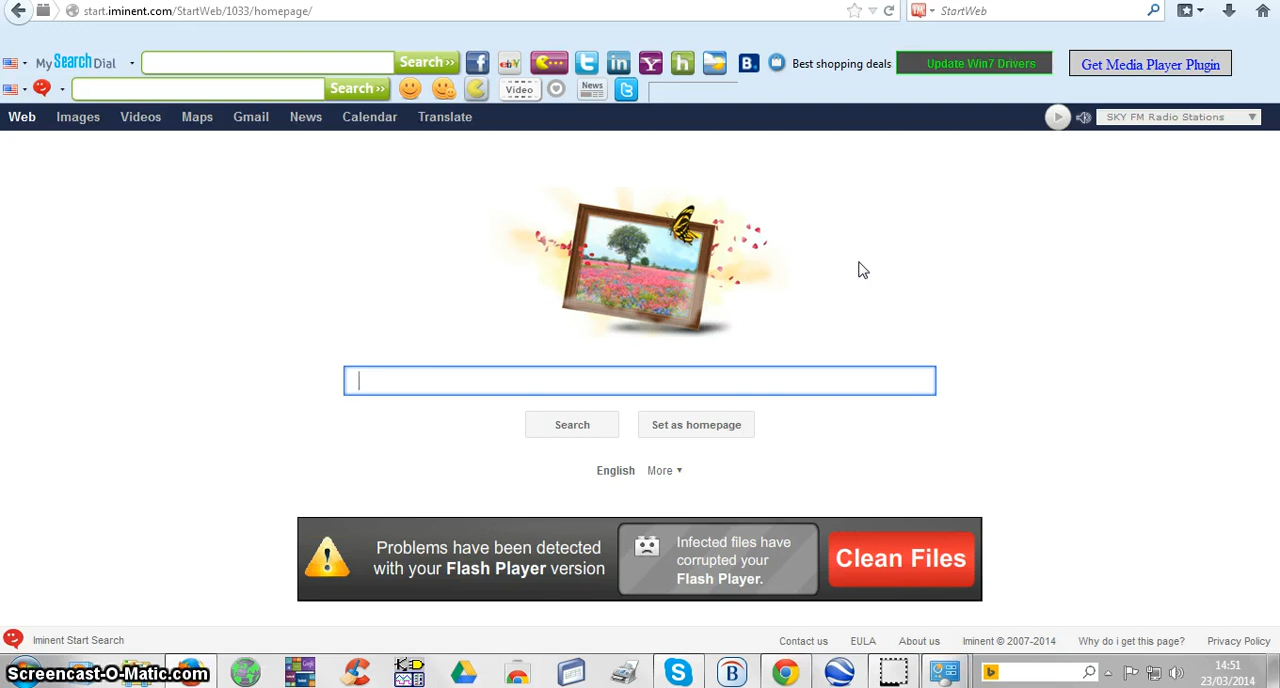 start.iminent.com/StartWeb/1033/homepage/
StartWeb
My Search Dial
Search >>
ebY
Y
h
B.
Best shopping deals
Update Win7 Drivers
Get Media Player Plugin
Search >>
Video
News
Web Images Videos Maps Gmail News Calendar Translate
SKY FM Radio Stations
Search
Set as homepage
English More
Problems have been detected
with your Flash Player version
Infected files have
corrupted your
Flash Player.
Clean Files
Iminent Start Search
Contact us EULA About us Iminent © 2007-2014 Why do i get this page? Privacy Policy
Screencast-O-Matic.com
14:51
23/03/2014